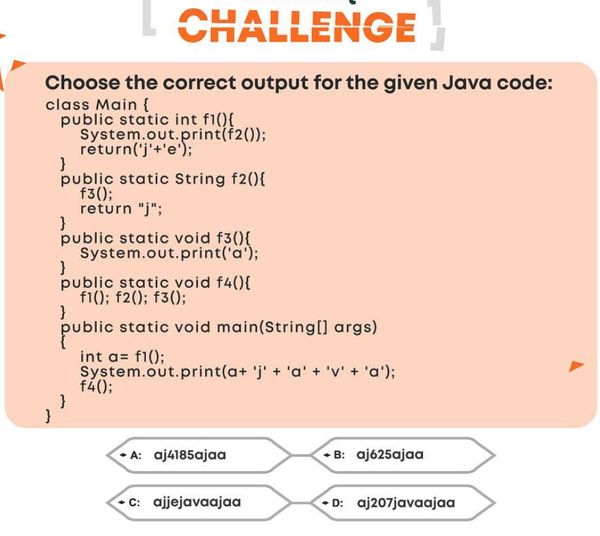 CHALLENGE
Choose the correct output for the given Java code:
class Main {
public static int f1(){
System.out.print(f2());
return('j'+'e');
}
public static String f2(){
f3();
return "j";
}
public static void f3(){
System.out.print('a');
}
public static void f4(){
f1(); f2(); f3();
}
public static void main(String[] args)
{
int a= f1();
System.out.print(a+ 'j' + 'a' + 'v' + 'a');
f4();
}
}
A: aj4185ajaa
B: aj625ajaa
C: ajjejavaajaa
D: aj207javaajaa